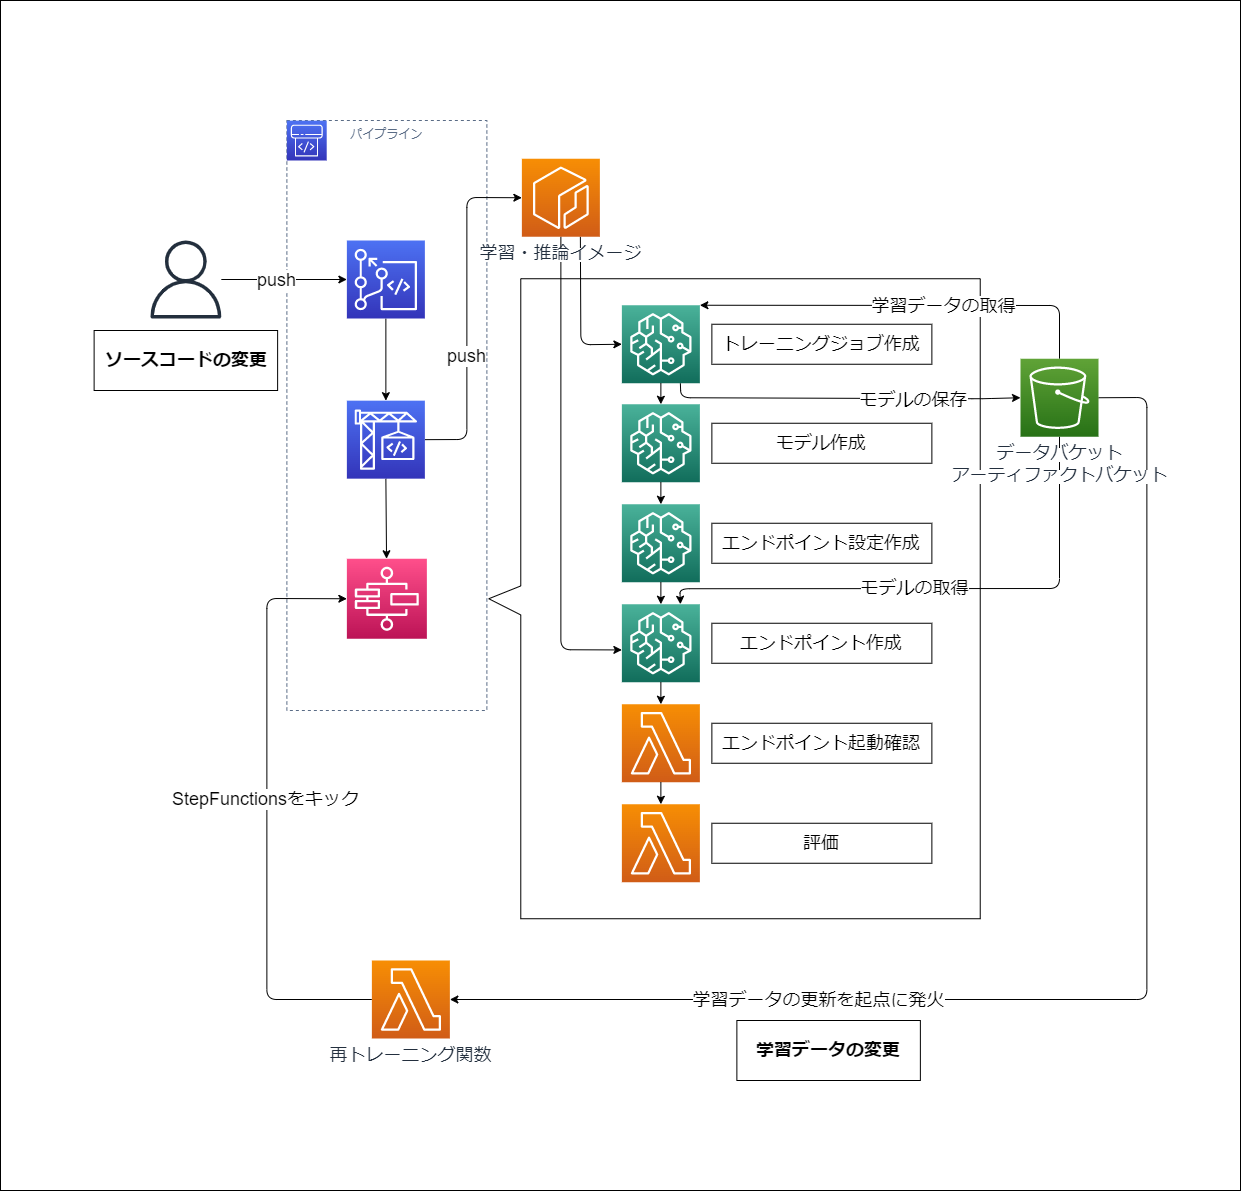 パイプライン
学習・推論イメージ
push
ソースコードの変更
push
学習データの取得
トレーニングジョブ作成
モデルの保存
モデル作成
データバケット
アーティファクトバケット
エンドポイント設定作成
モデルの取得
エンドポイント作成
エンドポイント起動確認
StepFunctionsをキック
評価
学習データの更新を起点に発火
再トレーニング関数
学習データの変更